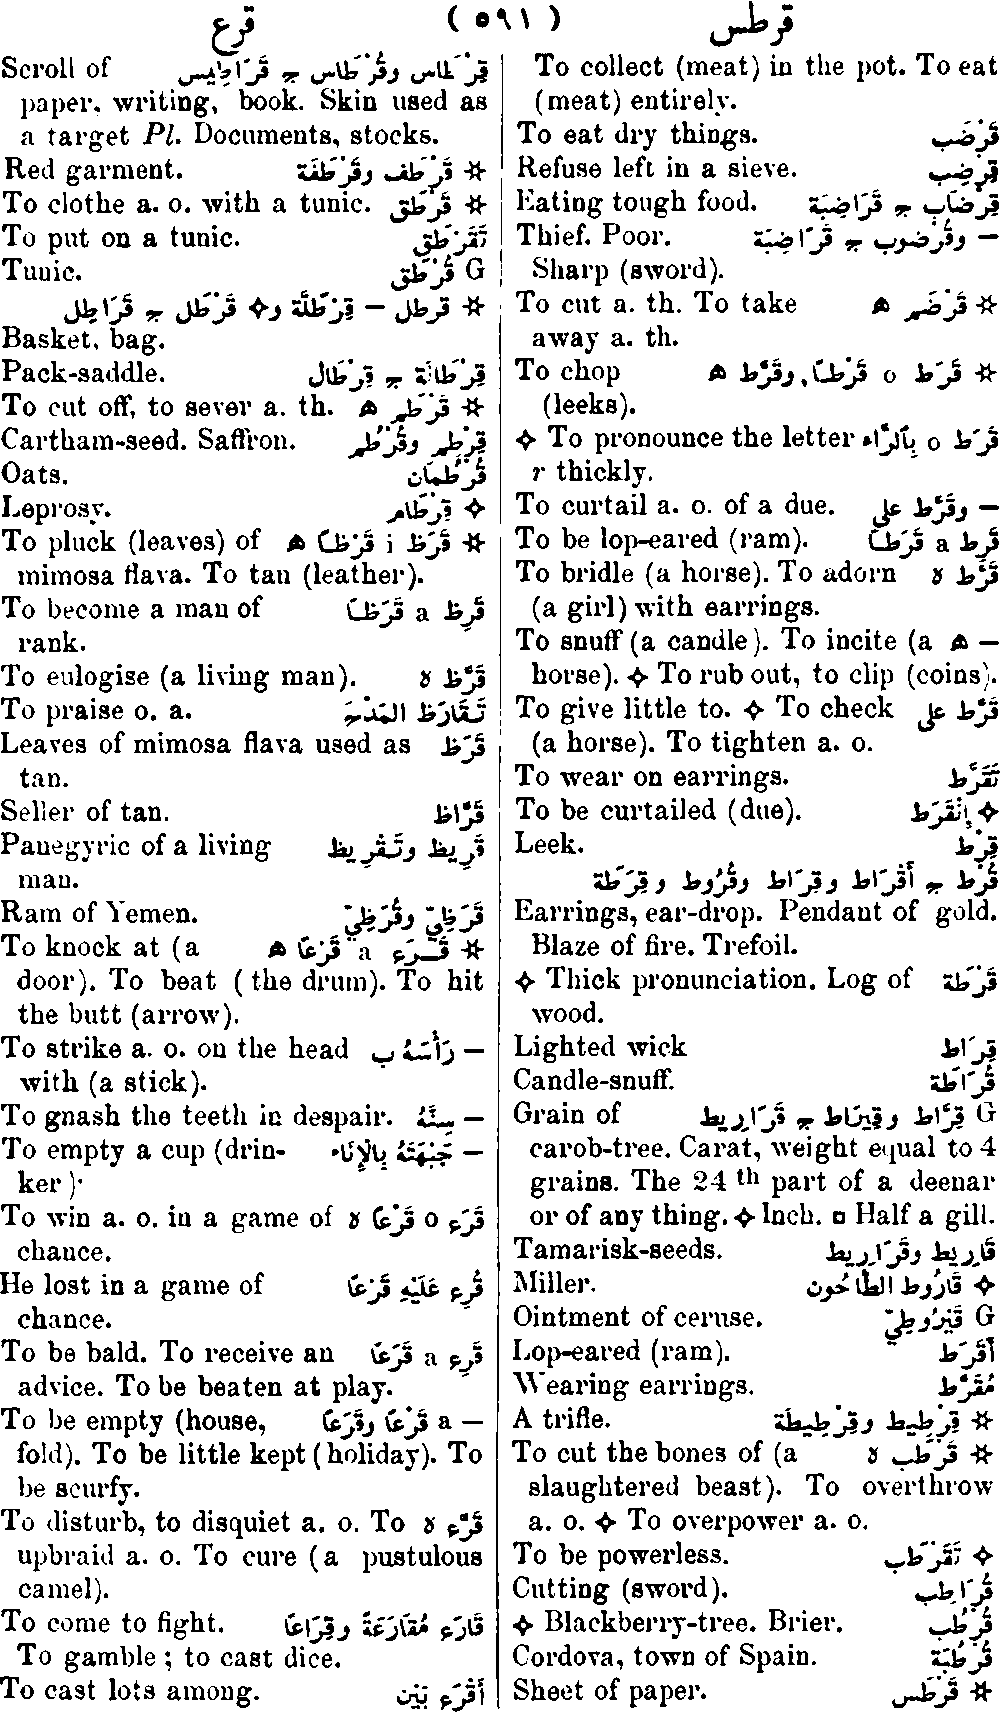 قرطس ( ٥٩١ ) قرع
To collect (meat) in the pot. To eat
(meat) entirely.
To eat dry things. قَرْضَب
Refuse left in a sieve. قِرْضِب
Eating tough food. قِرْضَاب ج قَرَاضِبَة
Thief. Poor. — وقُرْضوب ج قَرَاضِبَة
Sharp (sword).
To cut a. th. To take ✲ قَرْضَم ه
away a. th.
To chop ✲ قَرَط o قَرْطًا, وقَرَّط ه
(leeks).
✧ To pronounce the letter قَرَط o بِٱلرَّاء
r thickly.
To curtail a. o. of a due. — وقَرَّط على
To be lop-eared (ram). قَرِط a قَرَطًا
To bridle (a horse). To adorn قَرَّط ه
(a girl) with earrings.
To snuff (a candle). To incite (a — ه
horse). ✧ To rub out, to clip (coins).
To give little to. ✧ To check قَرَّط على
(a horse). To tighten a. o.
To wear on earrings. تَقَرَّط
To be curtailed (due). ✧ إِنْقَرَط
Leek. قِرْط
قُرْط ج أَقْرَاط وقِرَاط وقُرُوط وقِرَطَة
Earrings, ear-drop. Pendant of gold.
Blaze of fire. Trefoil.
✧ Thick pronunciation. Log of قَرْطَة
wood.
Lighted wick قِرَاط
Candle-snuff. قُرَاطَة
Grain of G قِرَّاط وقِيرَاط ج قَرَارِيط
carob-tree. Carat, weight equal to 4
grains. The 24 th part of a deenar
or of any thing. ✧ Inch. ▫ Half a gill.
Tamarisk-seeds. قَارِيط وقَرَارِيط
Miller. ✧ قَارُوط الطَّاحُون
Ointment of ceruse. G قَيْرُوطِيّ
Lop-eared (ram). أَقْرَط
Wearing earrings. مُقَرَّط
A trifle. ✲ قِرْطِيط وقِرْطِيطَة
To cut the bones of (a ✲ قَرْطَب ه
slaughtered beast). To overthrow
a. o. ✧ To overpower a. o.
To be powerless. ✧ تَقَرْطَب
Cutting (sword). قُرَاطِب
✧ Blackberry-tree. Brier. قُرْطُب
Cordova, town of Spain. قُرْطُبَة
Sheet of paper. ✲ قَرْطَس
Scroll of قِرْطَاس وقُرْطَاس ج قَرَاطِيس
paper, writing, book. Skin used as
a target Pl. Documents, stocks.
Red garment. ✲ قَرْطَف وقَرْطَفَة
To clothe a. o. with a tunic. ✲ قَرْطَق
To put on a tunic. تَقَرْطَق
Tunic. G قُرْطَق
✲ قرطل — قِرْطَلَّة و✧ قَرْطَل ج قَرَاطِل
Basket, bag.
Pack-saddle. قِرْطَالَة ج قِرْطَال
To cut off, to sever a. th. ✲ قَرْطَم ه
Cartham-seed. Saffron. قِرْطِم وقُرْطُم
Oats. قُرْطُمَان
Leprosy. ✧ قِرْطَام
To pluck (leaves) of ✲ قَرَظ i قَرْظًا ه
mimosa flava. To tan (leather).
To become a man of قَرِظ a قَرَظًا
rank.
To eulogise (a living man). قَرَّظ ه
To praise o. a. تَقَارَظ المَدْح
Leaves of mimosa flava used as قَرَظ
tan.
Seller of tan. قَرَّاظ
Panegyric of a living قَرِيظ وتَقْرِيظ
man.
Ram of Yemen. قَرَظِيّ وقُرَظِيّ
To knock at (a ✲ قَرَع a قَرْعًا ه
door). To beat (the drum). To hit
the butt (arrow).
To strike a. o. on the head — رَأْسَهُ ب
with (a stick).
To gnash the teeth in despair. — سِنَّهُ
To empty a cup (drin- — جَبْهَتَهُ بِالإِنَاء
ker).
To win a. o. in a game of قَرَع o قَرْعًا ه
chance.
He lost in a game of قُرِع عَلَيْهِ قَرْعًا
chance.
To be bald. To receive an قَرِع a قَرَعًا
advice. To be beaten at play.
To be empty (house, — a قَرْعًا وقَرَعًا
fold). To be little kept (holiday). To
be scurfy.
To disturb, to disquiet a. o. To قَرَّع ه
upbraid a. o. To cure (a pustulous
camel).
To come to fight. قَارَع مُقَارَعَةً وقِرَاعًا
To gamble; to cast dice.
To cast lots among. أَقْرَع بَيْن